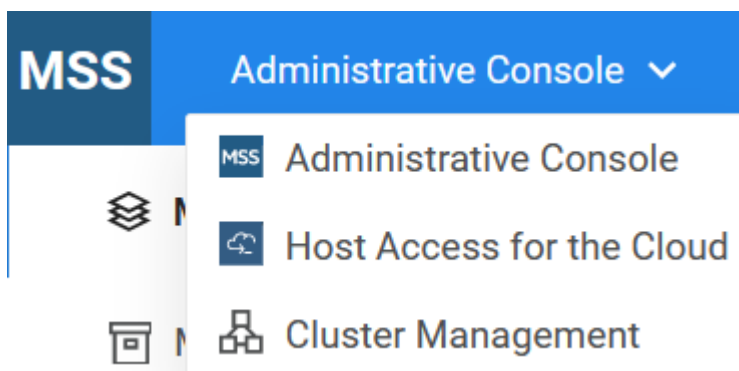 MSS Administrative Console
MSS Administrative Console
Host Access for the Cloud
Cluster Management